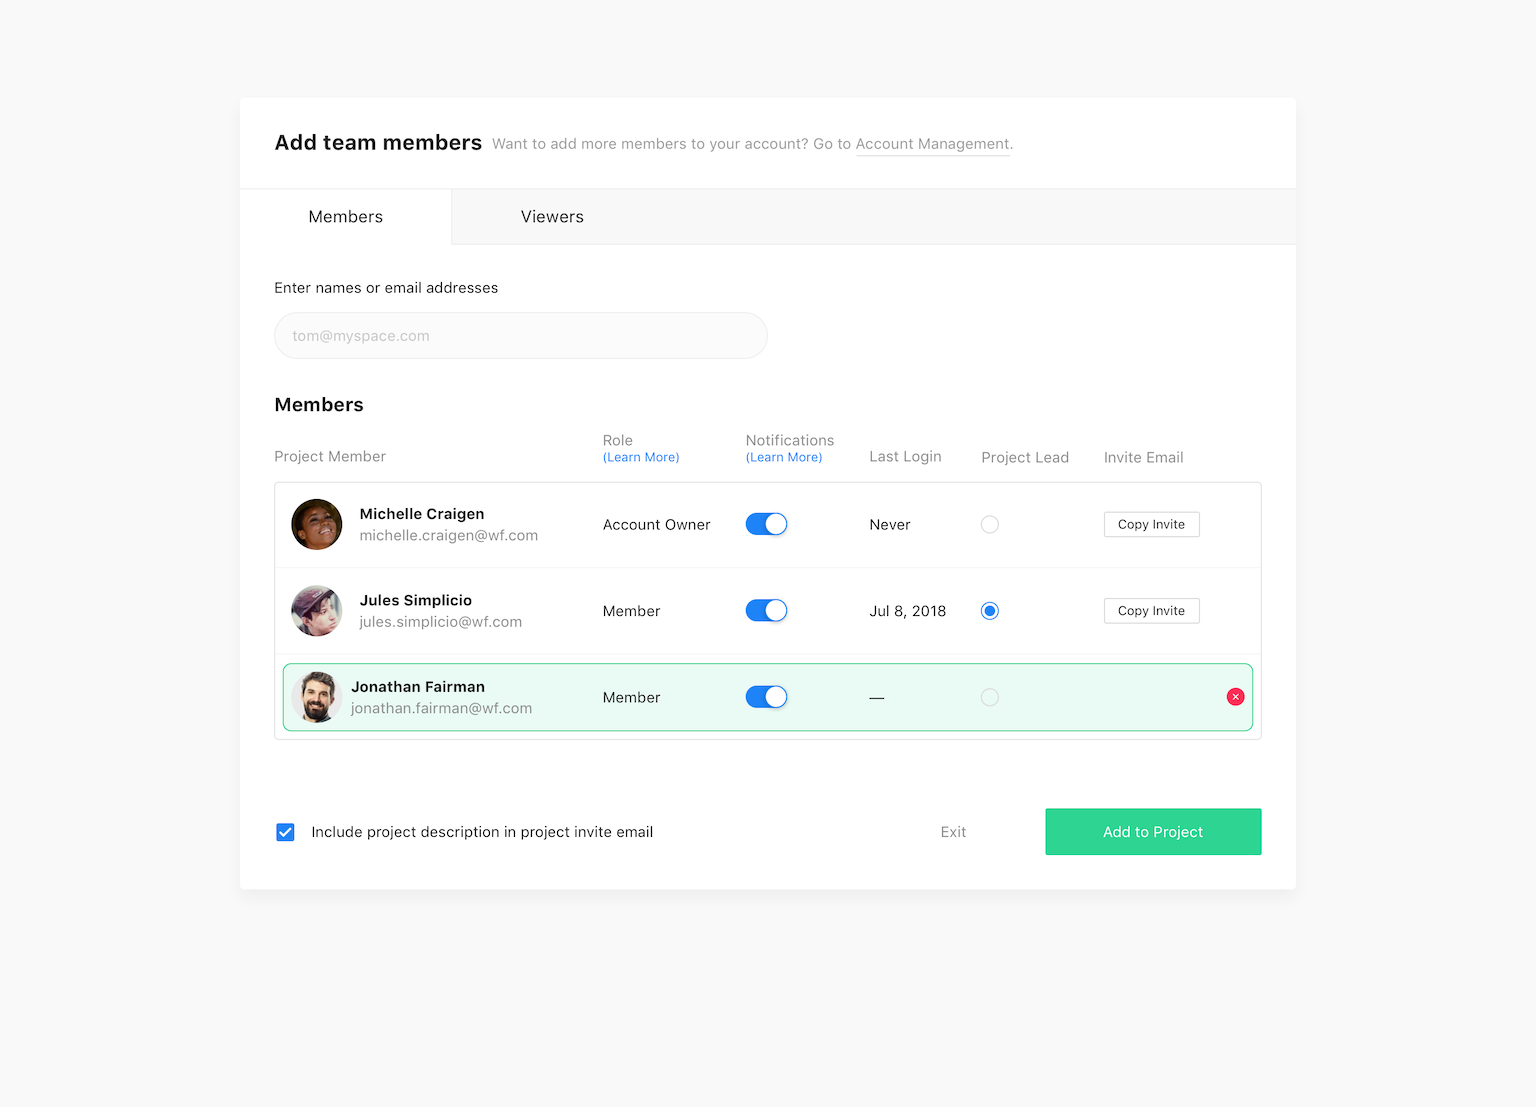 Add team members Want to add more members to your account? Go to Account Management.
Members Viewers
Enter names or email addresses
tom@myspace.com
Members
Project Member
Role
(Learn More)
Notifications
(Learn More)
Last Login
Project Lead
Invite Email
Michelle Craigen
michelle.craigen@wf.com
Account Owner
Never
Copy Invite
Jules Simplicio
jules.simplicio@wf.com
Member
Jul 8, 2018
Copy Invite
Jonathan Fairman
jonathan.fairman@wf.com
Member
—
Include project description in project invite email
Exit
Add to Project